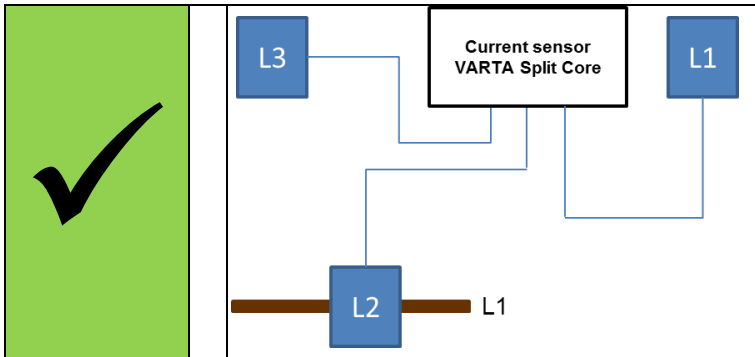 L3
Current sensor
VARTA Split Core
L1
L2
L1